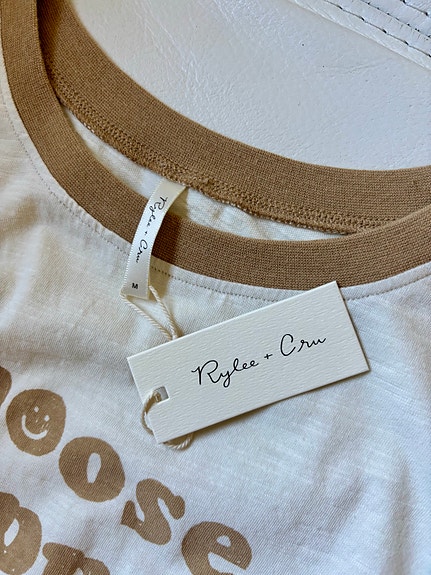 Rylee + Cru
M
Rylee + Cru
oose